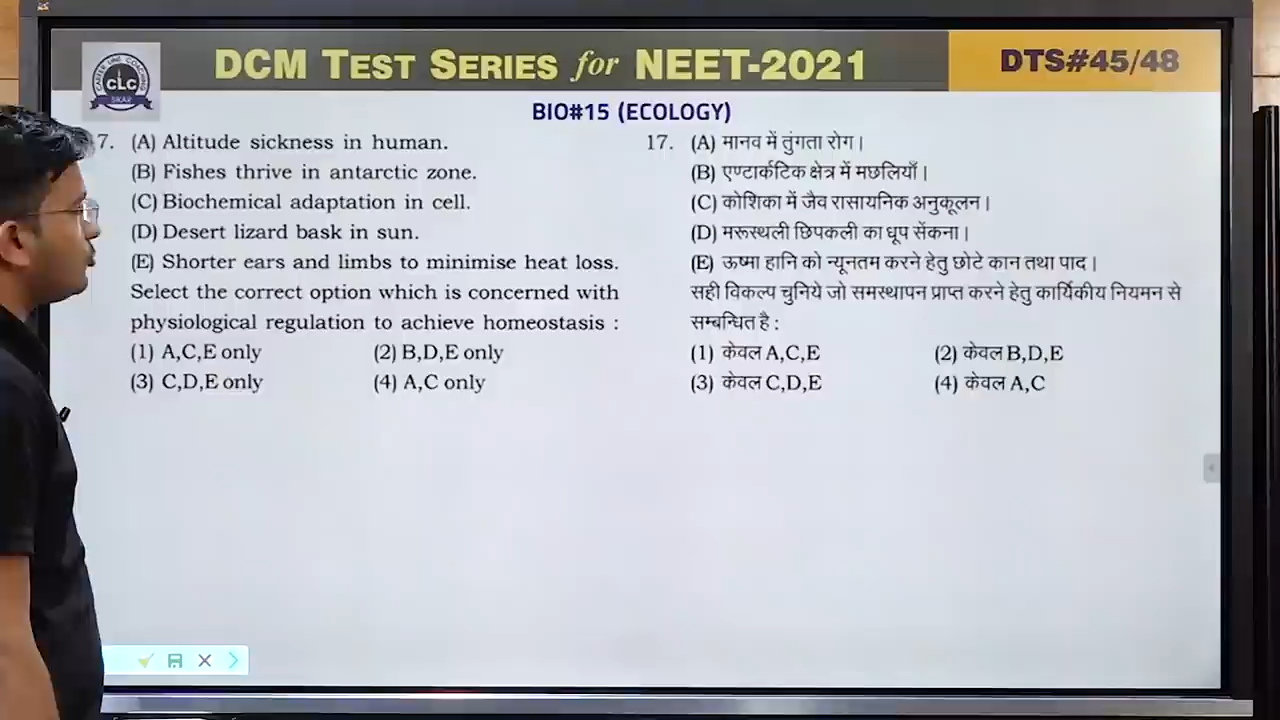 DCM TEST SERIES for NEET-2021
DTS#45/48
CLC
SIKAR
BIO#15 (ECOLOGY)
7. (A) Altitude sickness in human.
(B) Fishes thrive in antarctic zone.
(C) Biochemical adaptation in cell.
(D) Desert lizard bask in sun.
(E) Shorter ears and limbs to minimise heat loss.
Select the correct option which is concerned with
physiological regulation to achieve homeostasis :
(1) A,C,E only (2) B,D,E only
(3) C,D,E only (4) A,C only
17. (A) मानव में तुंगता रोग।
(B) एण्टार्कटिक क्षेत्र में मछलियाँ।
(C) कोशिका में जैव रासायनिक अनुकूलन।
(D) मरूस्थली छिपकली का धूप सेंकना।
(E) ऊष्मा हानि को न्यूनतम करने हेतु छोटे कान तथा पाद।
सही विकल्प चुनिये जो समस्थापन प्राप्त करने हेतु कार्यिकीय नियमन से
सम्बन्धित है :
(1) केवल A,C,E (2) केवल B,D,E
(3) केवल C,D,E (4) केवल A,C